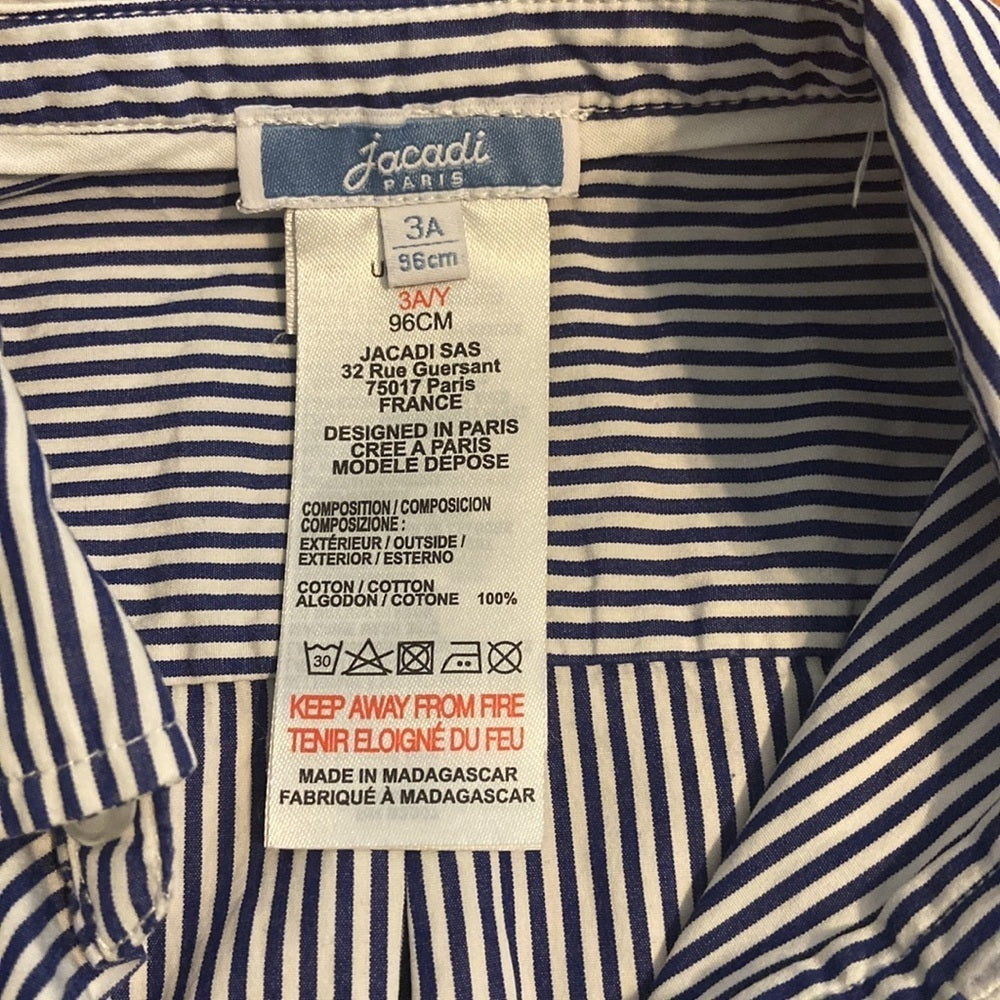 jacadi
PARIS
3A
96cm
U
3A/Y
96CM
JACADI SAS
32 Rue Guersant
75017 Paris
FRANCE
DESIGNED IN PARIS
CREE A PARIS
MODELE DEPOSE
COMPOSITION / COMPOSICION
COMPOSIZIONE :
EXTÉRIEUR / OUTSIDE /
EXTERIOR / ESTERNO
COTON / COTTON
ALGODON / COTONE 100%
30
KEEP AWAY FROM FIRE
TENIR ELOIGNÉ DU FEU
MADE IN MADAGASCAR
FABRIQUÉ À MADAGASCAR